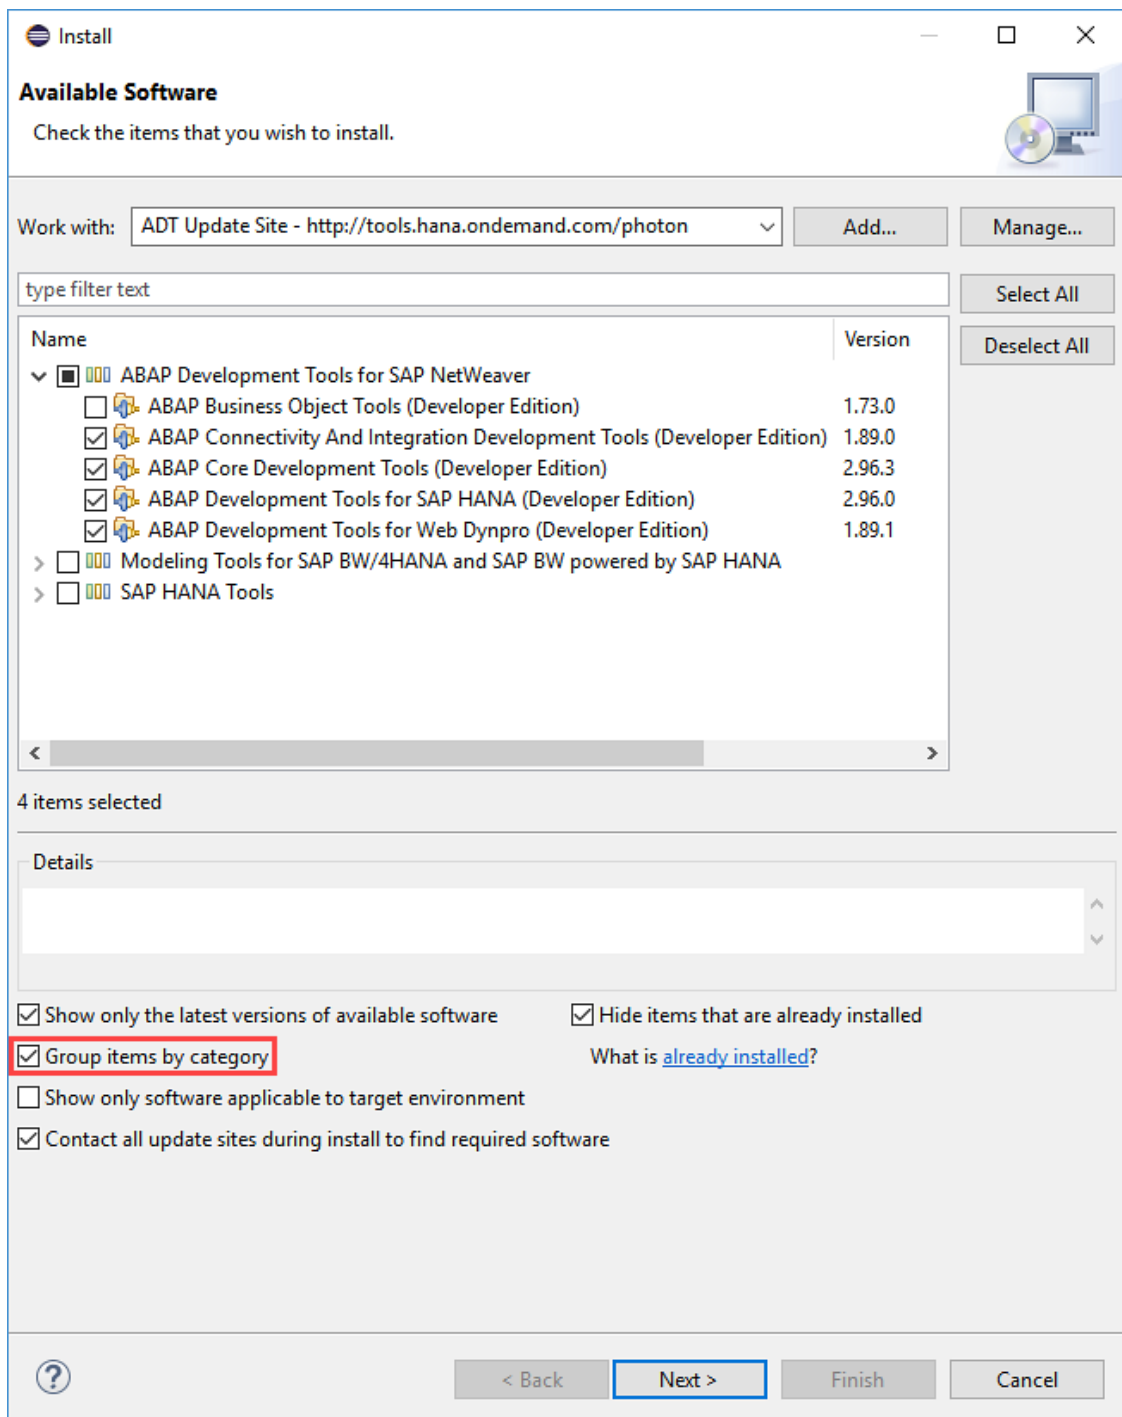 Install
Available Software
Check the items that you wish to install.
Work with: ADT Update Site - http://tools.hana.ondemand.com/photon Add... Manage...
type filter text Select All
Name Version Deselect All
ABAP Development Tools for SAP NetWeaver
ABAP Business Object Tools (Developer Edition) 1.73.0
ABAP Connectivity And Integration Development Tools (Developer Edition) 1.89.0
ABAP Core Development Tools (Developer Edition) 2.96.3
ABAP Development Tools for SAP HANA (Developer Edition) 2.96.0
ABAP Development Tools for Web Dynpro (Developer Edition) 1.89.1
Modeling Tools for SAP BW/4HANA and SAP BW powered by SAP HANA
SAP HANA Tools
4 items selected
Details
Show only the latest versions of available software Hide items that are already installed
Group items by category What is already installed?
Show only software applicable to target environment
Contact all update sites during install to find required software
? < Back Next > Finish Cancel